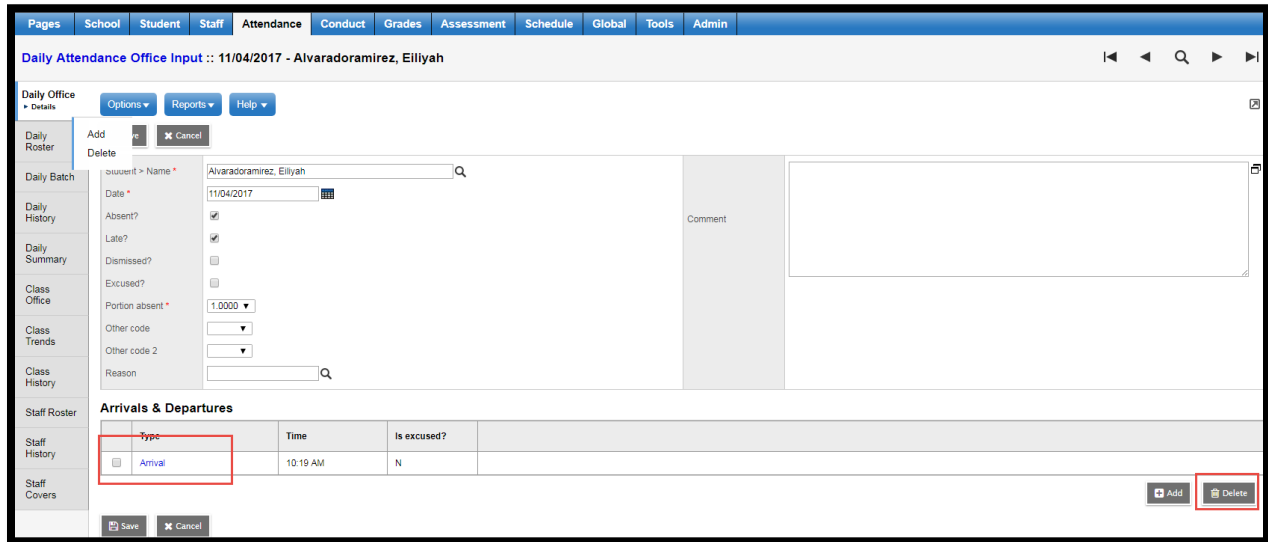 Pages School Student Staff Attendance Conduct Grades Assessment Schedule Global Tools Admin
Daily Attendance Office Input :: 11/04/2017 - Alvaradoramirez, Eiliyah
Daily Office
Details
Options Reports Help
Add
Delete
ve Cancel
Daily
Roster
Daily Batch
Daily
History
Daily
Summary
Class
Office
Class
Trends
Class
History
Staff Roster
Staff
History
Staff
Covers
Student > Name * Alvaradoramirez, Eiliyah
Date * 11/04/2017
Absent?
Late?
Dismissed?
Excused?
Portion absent * 1.0000
Other code
Other code 2
Reason
Comment
Arrivals & Departures
Type Time Is excused?
Arrival 10:19 AM N
Add Delete
Save Cancel